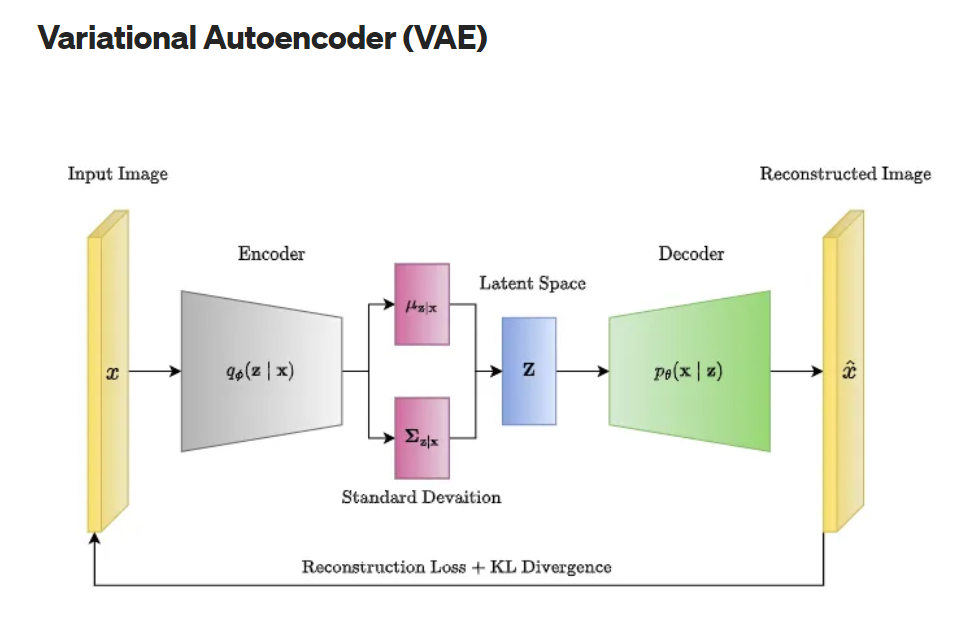 Variational Autoencoder (VAE)
Input Image
Reconstructed Image
Encoder
Decoder
Latent Space
μz|x
x
qϕ(z | x)
z
pθ(x | z)
x̂
Σz|x
Standard Devaition
Reconstruction Loss + KL Divergence